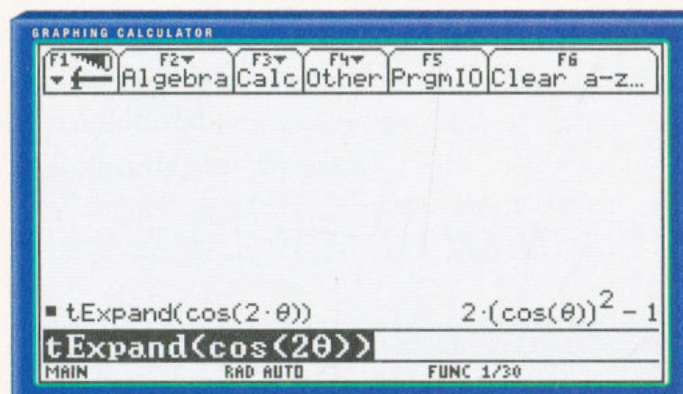 GRAPHING CALCULATOR
F1 F2 F3 F4 F5 F6
Algebra Calc Other PrgmIO Clear a-z...
▪ tExpand(cos(2·θ)) 2·(cos(θ))² - 1
tExpand(cos(2θ))
MAIN RAD AUTO FUNC 1/30